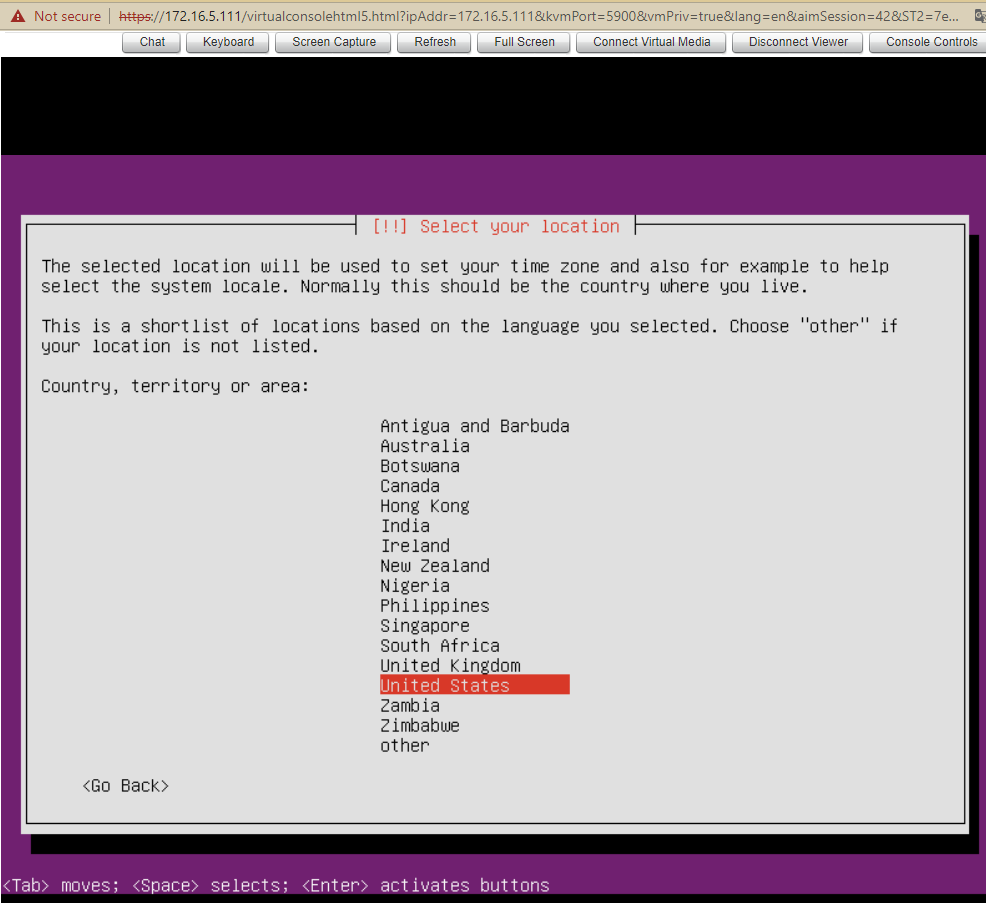 Not secure | https://172.16.5.111/virtualconsolehtml5.html?ipAddr=172.16.5.111&kvmPort=5900&vmPriv=true&lang=en&aimSession=42&ST2=7e...
Chat Keyboard Screen Capture Refresh Full Screen Connect Virtual Media Disconnect Viewer Console Controls
[!!] Select your location
The selected location will be used to set your time zone and also for example to help
select the system locale. Normally this should be the country where you live.
This is a shortlist of locations based on the language you selected. Choose "other" if
your location is not listed.
Country, territory or area:
Antigua and Barbuda
Australia
Botswana
Canada
Hong Kong
India
Ireland
New Zealand
Nigeria
Philippines
Singapore
South Africa
United Kingdom
United States
Zambia
Zimbabwe
other
<Go Back>
<Tab> moves; <Space> selects; <Enter> activates buttons